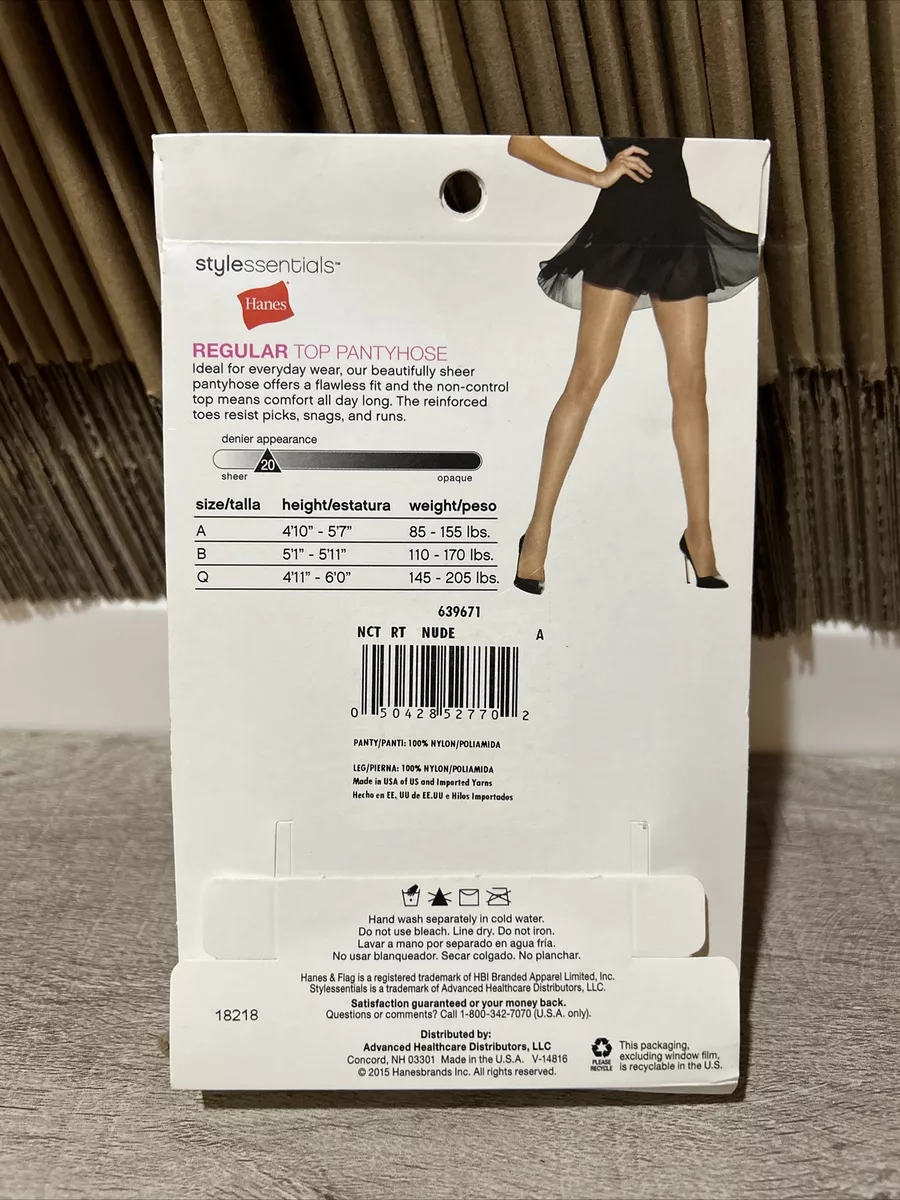 stylessentials™
Hanes®
REGULAR TOP PANTYHOSE
Ideal for everyday wear, our beautifully sheer
pantyhose offers a flawless fit and the non-control
top means comfort all day long. The reinforced
toes resist picks, snags, and runs.
denier appearance
20
sheer opaque
size/talla height/estatura weight/peso
A 4'10" - 5'7" 85 - 155 lbs.
B 5'1" - 5'11" 110 - 170 lbs.
Q 4'11" - 6'0" 145 - 205 lbs.
639671
NCT RT NUDE A
0 50428 52770 2
PANTY/PANTI: 100% NYLON/POLIAMIDA
LEG/PIERNA: 100% NYLON/POLIAMIDA
Made in USA of US and Imported Yarns
Hecho en EE, UU de EE.UU e Hilos Importados
Hand wash separately in cold water.
Do not use bleach. Line dry. Do not iron.
Lavar a mano por separado en agua fría.
No usar blanqueador. Secar colgado. No planchar.
Hanes & Flag is a registered trademark of HBI Branded Apparel Limited, Inc.
Stylessentials is a trademark of Advanced Healthcare Distributors, LLC.
Satisfaction guaranteed or your money back.
Questions or comments? Call 1-800-342-7070 (U.S.A. only).
18218
Distributed by:
Advanced Healthcare Distributors, LLC
Concord, NH 03301 Made in the U.S.A. V-14816
© 2015 Hanesbrands Inc. All rights reserved.
PLEASE
RECYCLE
This packaging,
excluding window film,
is recyclable in the U.S.